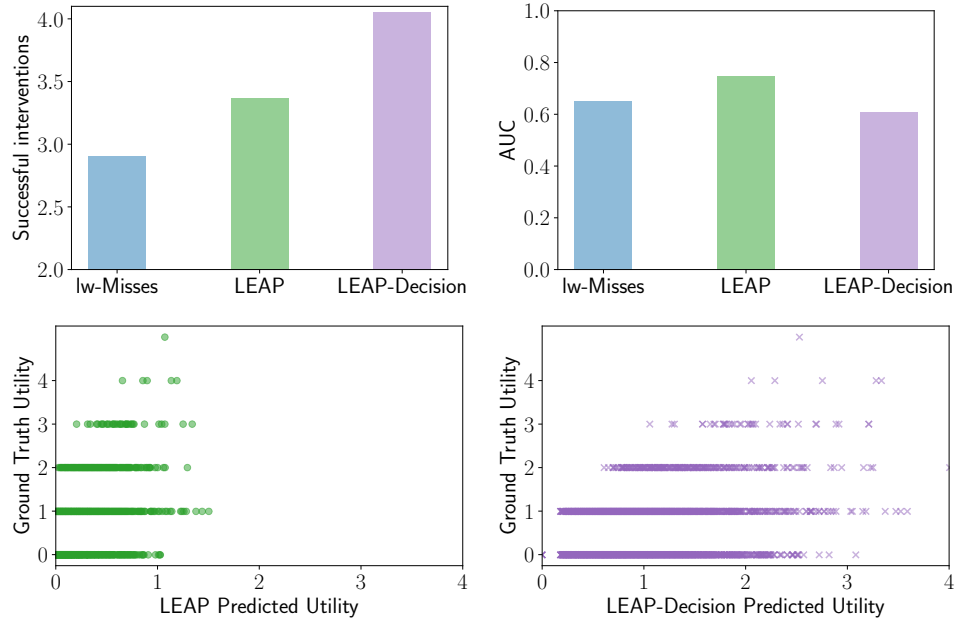 Successful interventions
4.0
3.5
3.0
2.5
2.0
lw-Misses
LEAP
LEAP-Decision
AUC
1.0
0.8
0.6
0.4
0.2
0.0
lw-Misses
LEAP
LEAP-Decision
Ground Truth Utility
4
3
2
1
0
0
1
2
3
4
LEAP Predicted Utility
Ground Truth Utility
4
3
2
1
0
0
1
2
3
4
LEAP-Decision Predicted Utility